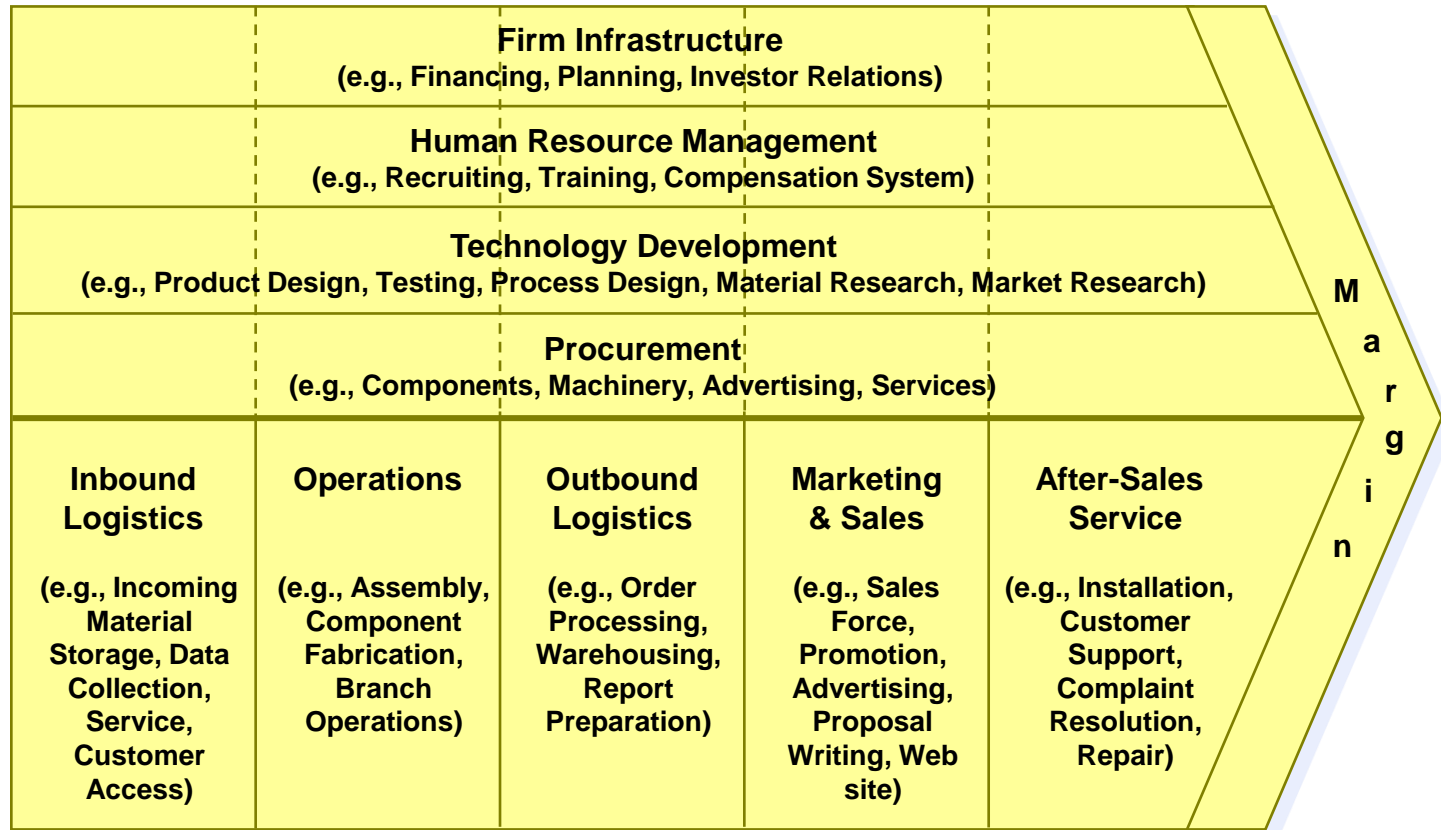 Firm Infrastructure
(e.g., Financing, Planning, Investor Relations)
Human Resource Management
(e.g., Recruiting, Training, Compensation System)
Technology Development
(e.g., Product Design, Testing, Process Design, Material Research, Market Research)
Procurement
(e.g., Components, Machinery, Advertising, Services)
Inbound
Logistics
(e.g., Incoming
Material
Storage, Data
Collection,
Service,
Customer
Access)
Operations
(e.g., Assembly,
Component
Fabrication,
Branch
Operations)
Outbound
Logistics
(e.g., Order
Processing,
Warehousing,
Report
Preparation)
Marketing
& Sales
(e.g., Sales
Force,
Promotion,
Advertising,
Proposal
Writing, Web
site)
After-Sales
Service
(e.g., Installation,
Customer
Support,
Complaint
Resolution,
Repair)
Margin